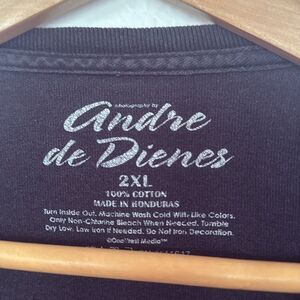 photography by
Andre
de Dienes
2XL
100% COTTON
MADE IN HONDURAS
Turn Inside Out. Machine Wash Cold With Like Colors.
Only Non-Chlorine Bleach When Needed. Tumble
Dry Low. Low Iron If Needed. Do Not Iron Decoration.